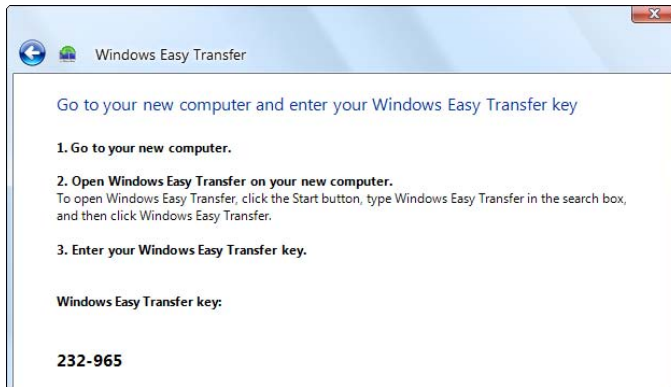 Windows Easy Transfer
Go to your new computer and enter your Windows Easy Transfer key
1. Go to your new computer.
2. Open Windows Easy Transfer on your new computer.
To open Windows Easy Transfer, click the Start button, type Windows Easy Transfer in the search box,
and then click Windows Easy Transfer.
3. Enter your Windows Easy Transfer key.
Windows Easy Transfer key:
232-965